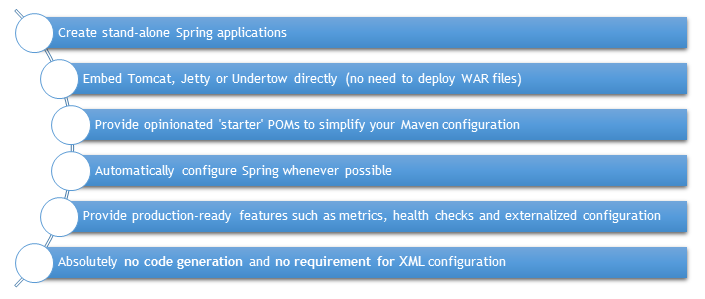 Create stand-alone Spring applications
Embed Tomcat, Jetty or Undertow directly (no need to deploy WAR files)
Provide opinionated 'starter' POMs to simplify your Maven configuration
Automatically configure Spring whenever possible
Provide production-ready features such as metrics, health checks and externalized configuration
Absolutely no code generation and no requirement for XML configuration